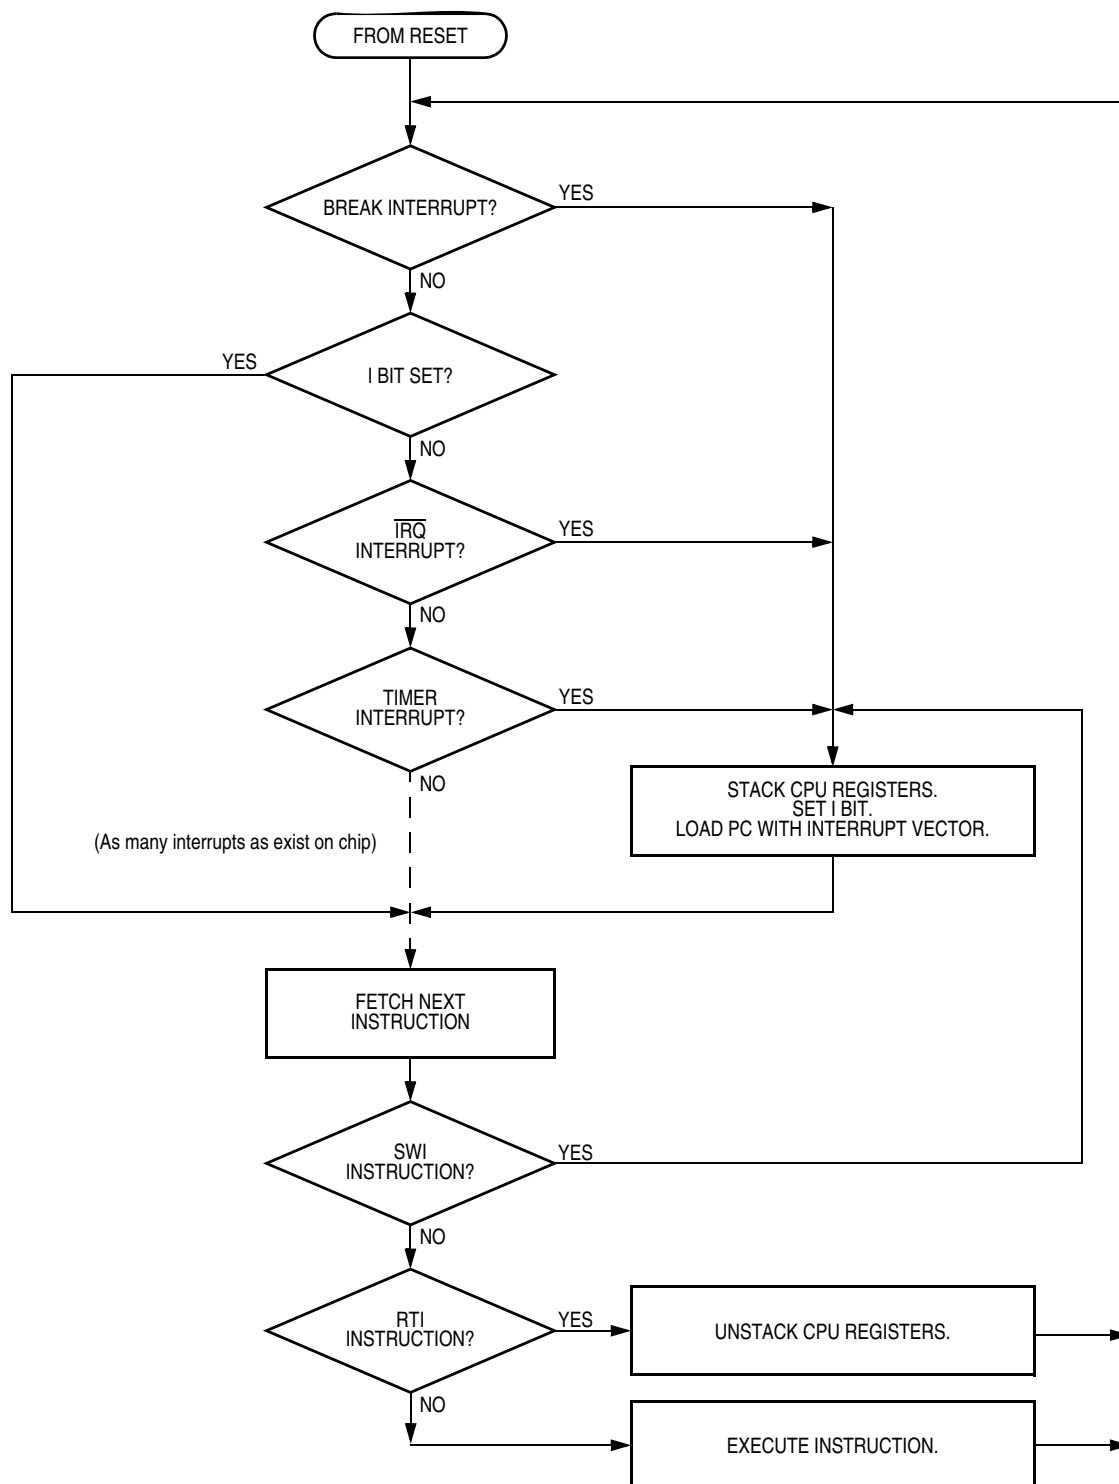 FROM RESET
BREAK INTERRUPT?
YES
NO
YES
I BIT SET?
NO
IRQ
INTERRUPT?
YES
NO
TIMER
INTERRUPT?
YES
NO
STACK CPU REGISTERS.
SET I BIT.
LOAD PC WITH INTERRUPT VECTOR.
(As many interrupts as exist on chip)
FETCH NEXT
INSTRUCTION
SWI
INSTRUCTION?
YES
NO
RTI
INSTRUCTION?
YES
UNSTACK CPU REGISTERS.
NO
EXECUTE INSTRUCTION.